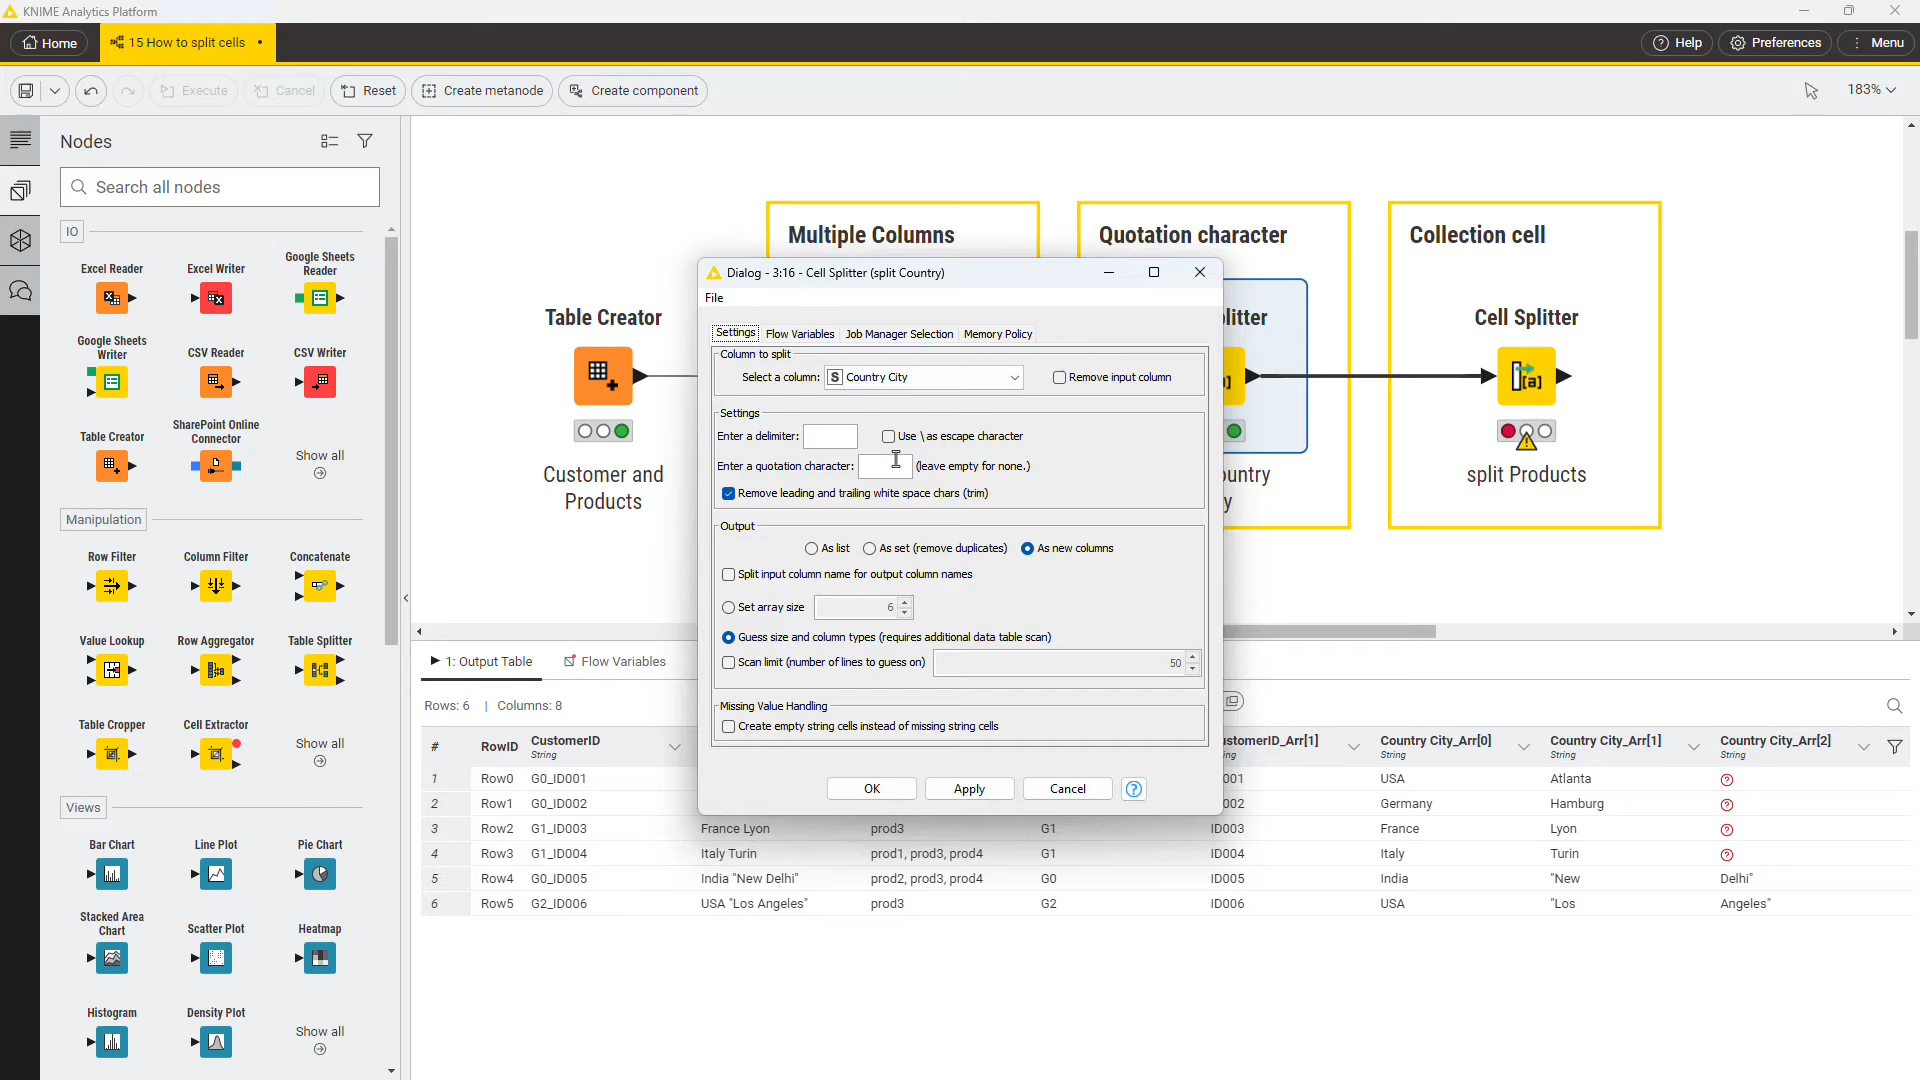 KNIME Analytics Platform
Home
15 How to split cells •
Help
Preferences
Menu
Execute
Cancel
Reset
Create metanode
Create component
183%
Nodes
Search all nodes
IO
Excel Reader
Excel Writer
Google Sheets
Reader
Google Sheets
Writer
CSV Reader
CSV Writer
Table Creator
SharePoint Online
Connector
Show all
Manipulation
Row Filter
Column Filter
Concatenate
Value Lookup
Row Aggregator
Table Splitter
Table Cropper
Cell Extractor
Show all
Views
Bar Chart
Line Plot
Pie Chart
Stacked Area
Chart
Scatter Plot
Heatmap
Histogram
Density Plot
Show all
Multiple Columns
Quotation character
Collection cell
Table Creator
Customer and
Products
litter
untry
y
Cell Splitter
split Products
Dialog - 3:16 - Cell Splitter (split Country)
File
Settings
Flow Variables
Job Manager Selection
Memory Policy
Column to split
Select a column:
S
Country City
Remove input column
Settings
Enter a delimiter:
Use \ as escape character
Enter a quotation character:
(leave empty for none.)
Remove leading and trailing white space chars (trim)
Output
As list
As set (remove duplicates)
As new columns
Split input column name for output column names
Set array size
6
Guess size and column types (requires additional data table scan)
Scan limit (number of lines to guess on)
50
Missing Value Handling
Create empty string cells instead of missing string cells
OK
Apply
Cancel
1: Output Table
Flow Variables
Rows: 6 | Columns: 8
# RowID CustomerID ustomerID_Arr[1] Country City_Arr[0] Country City_Arr[1] Country City_Arr[2]
String ing String String String
1 Row0 G0_ID001 001 USA Atlanta
2 Row1 G0_ID002 002 Germany Hamburg
3 Row2 G1_ID003 France Lyon prod3 G1 ID003 France Lyon
4 Row3 G1_ID004 Italy Turin prod1, prod3, prod4 G1 ID004 Italy Turin
5 Row4 G0_ID005 India "New Delhi" prod2, prod3, prod4 G0 ID005 India "New Delhi"
6 Row5 G2_ID006 USA "Los Angeles" prod3 G2 ID006 USA "Los Angeles"